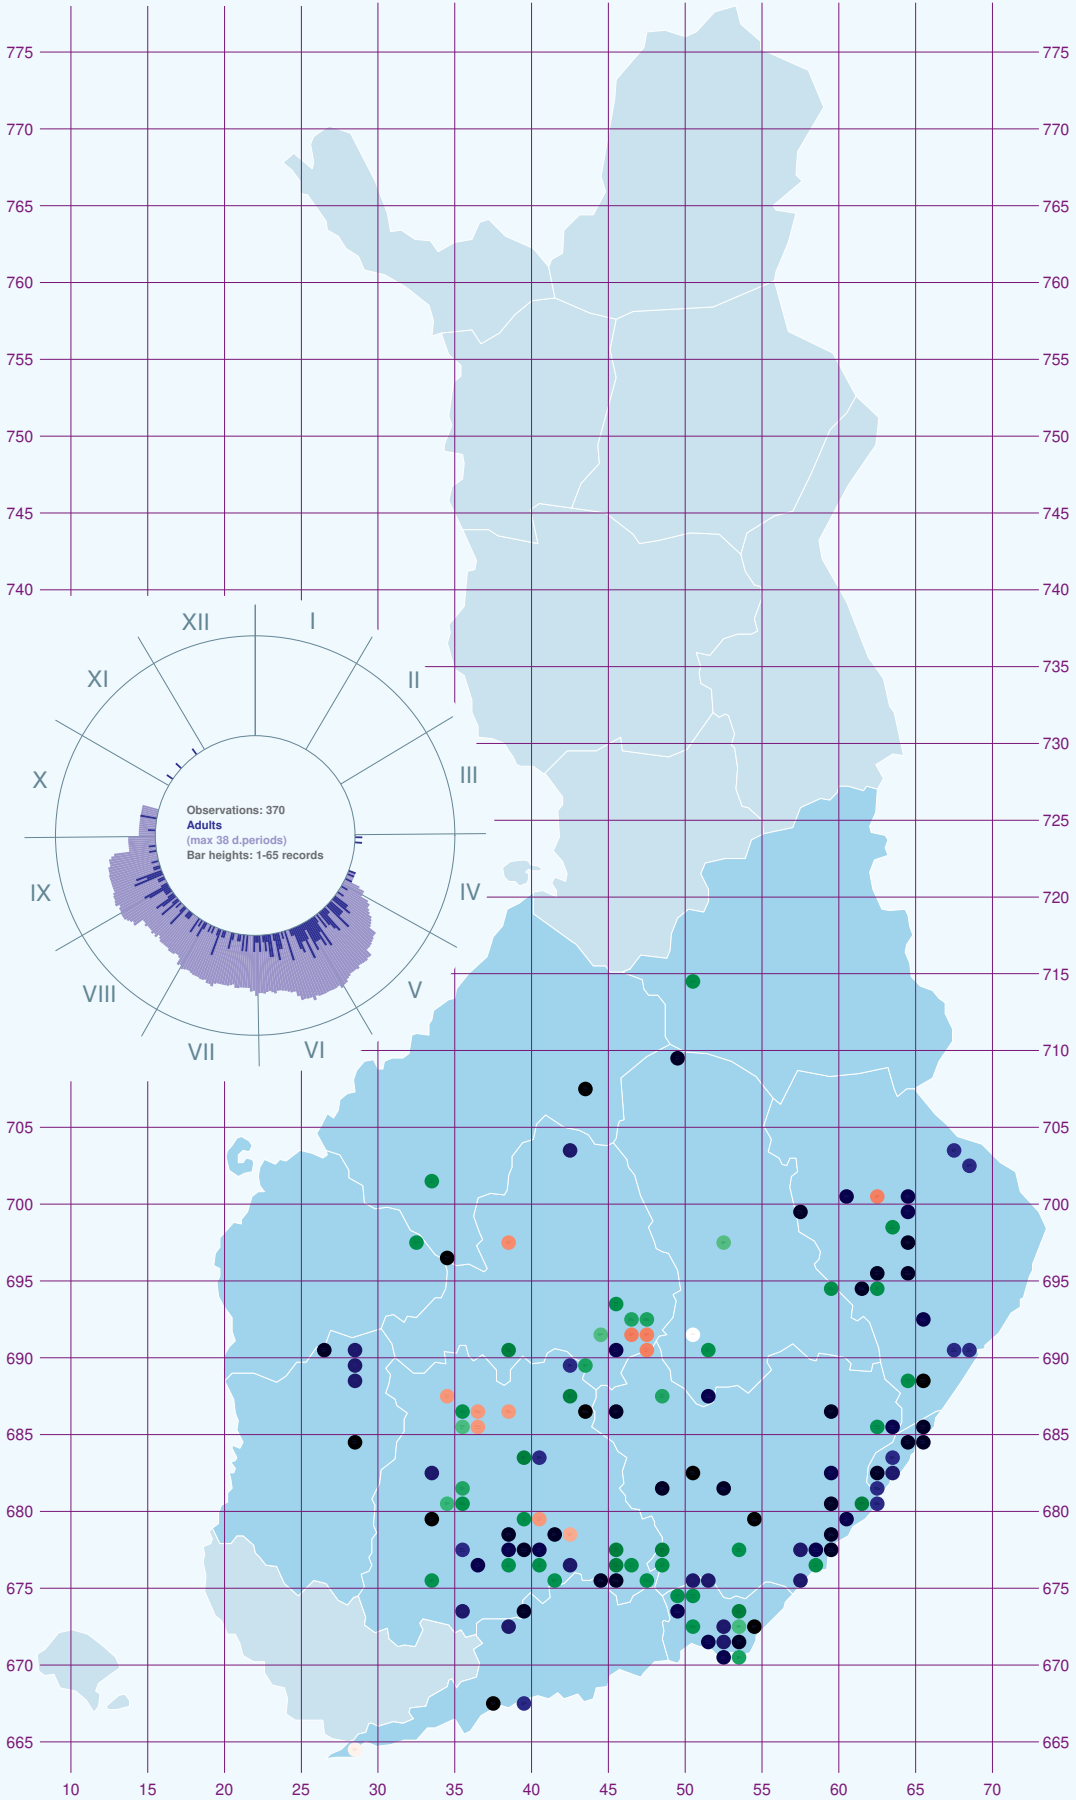 775 775
770 770
765 765
760 760
755 755
750 750
745 745
740 740
735 735
730 730
725 725
720 720
715 715
710 710
705 705
700 700
695 695
690 690
685 685
680 680
675 675
670 670
665 665
10 15 20 25 30 35 40 45 50 55 60 65 70
XII I
XI II
X III
IX IV
VIII V
VII VI
Observations: 370
Adults
(max 38 d.periods)
Bar heights: 1-65 records